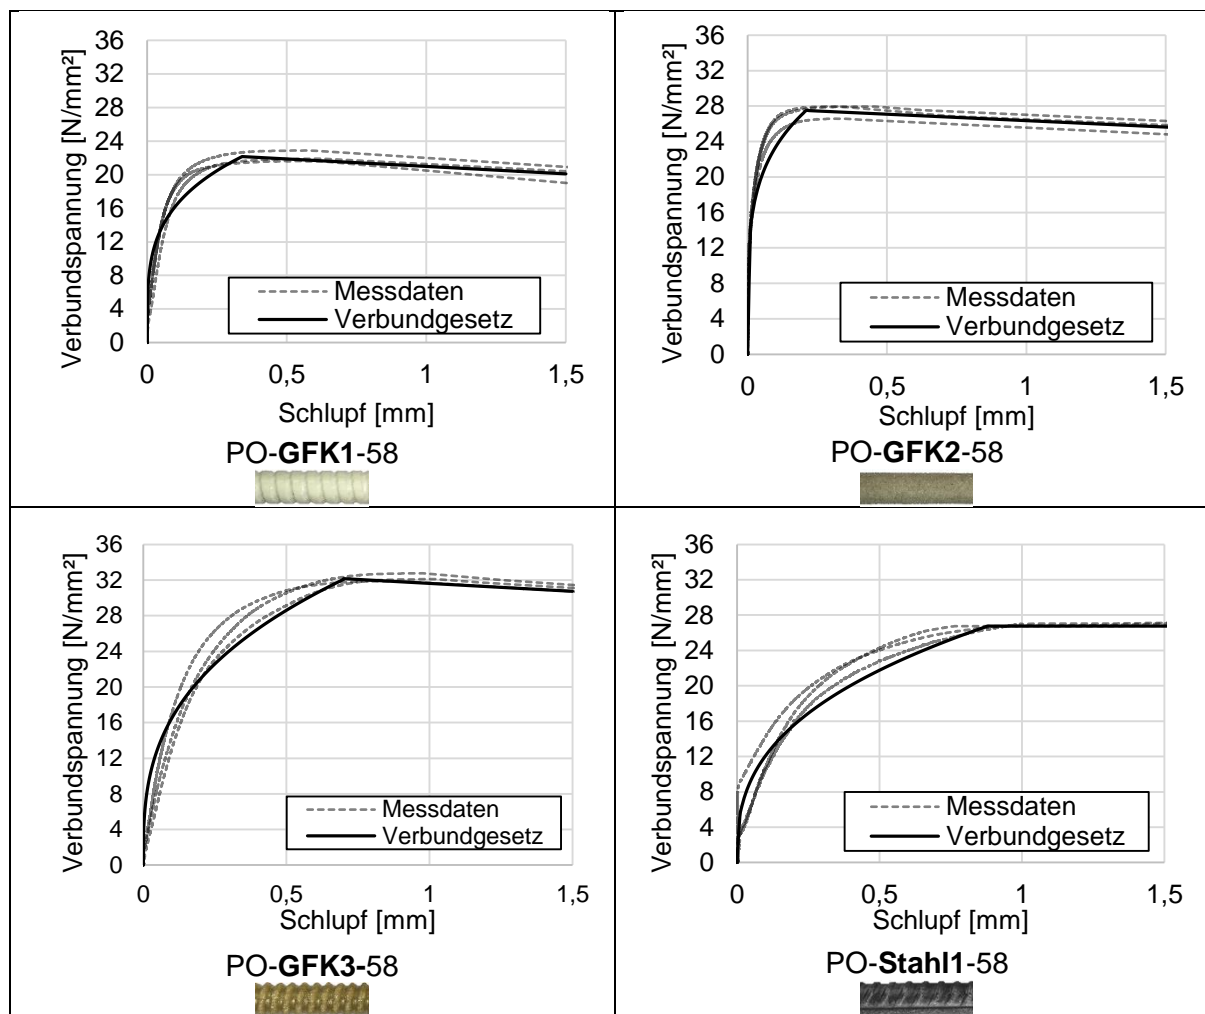 Verbundspannung [N/mm²]
36
32
28
24
20
16
12
8
4
0
Messdaten
Verbundgesetz
0 0,5 1 1,5
Schlupf [mm]
PO-GFK1-58
Verbundspannung [N/mm²]
36
32
28
24
20
16
12
8
4
0
Messdaten
Verbundgesetz
0 0,5 1 1,5
Schlupf [mm]
PO-GFK2-58
Verbundspannung [N/mm²]
36
32
28
24
20
16
12
8
4
0
Messdaten
Verbundgesetz
0 0,5 1 1,5
Schlupf [mm]
PO-GFK3-58
Verbundspannung [N/mm²]
36
32
28
24
20
16
12
8
4
0
Messdaten
Verbundgesetz
0 0,5 1 1,5
Schlupf [mm]
PO-Stahl1-58